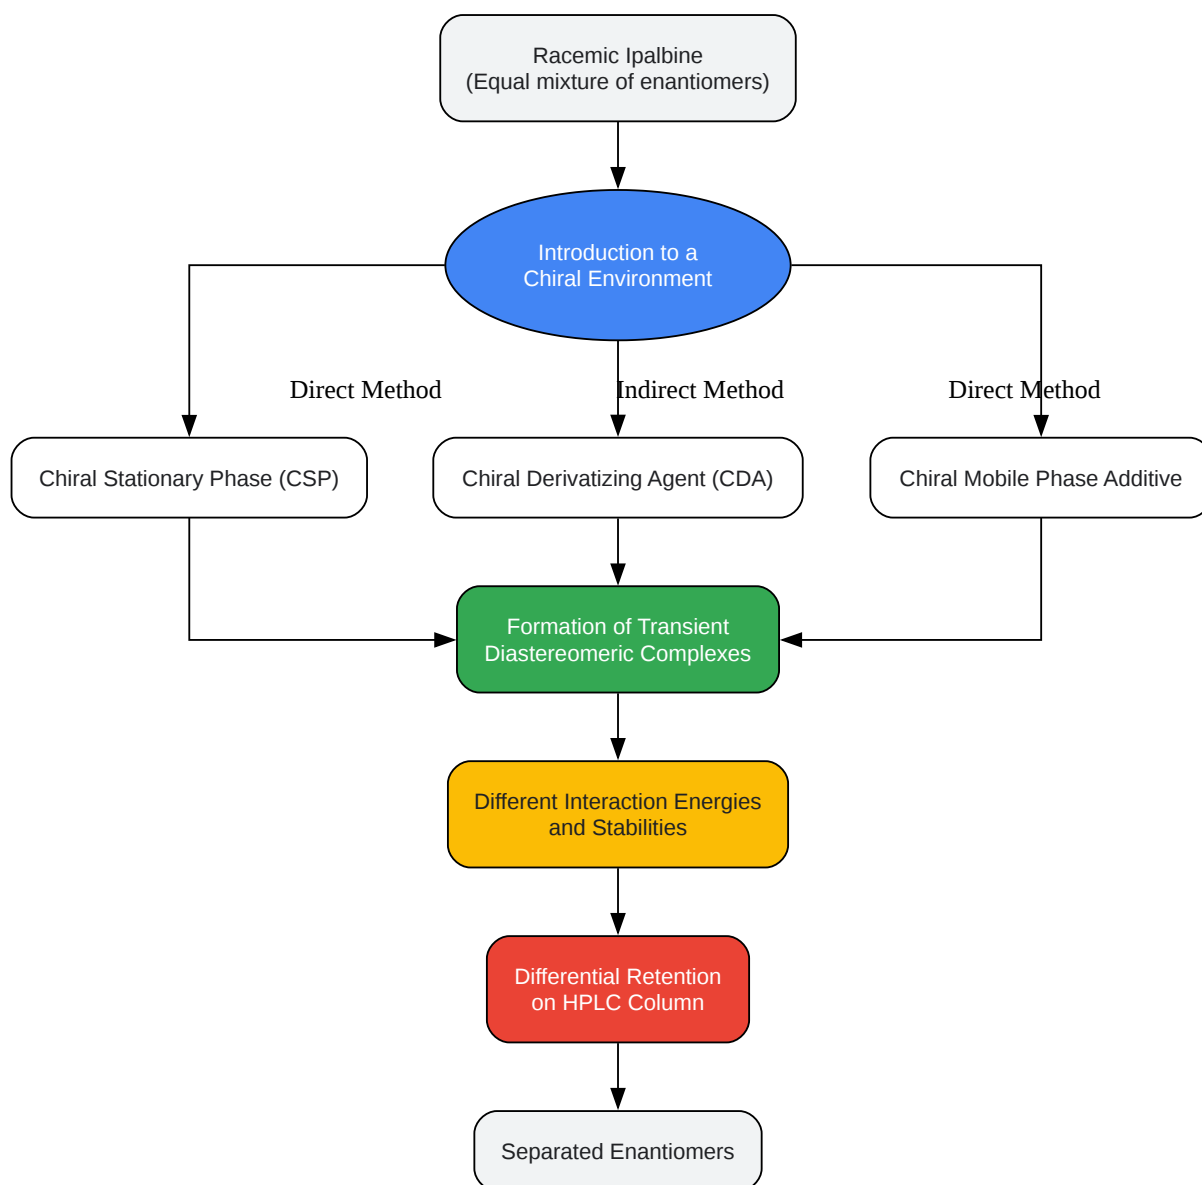 Racemic Ipalbine
(Equal mixture of enantiomers)
Introduction to a
Chiral Environment
Direct Method
Indirect Method
Direct Method
Chiral Stationary Phase (CSP)
Chiral Derivatizing Agent (CDA)
Chiral Mobile Phase Additive
Formation of Transient
Diastereomeric Complexes
Different Interaction Energies
and Stabilities
Differential Retention
on HPLC Column
Separated Enantiomers